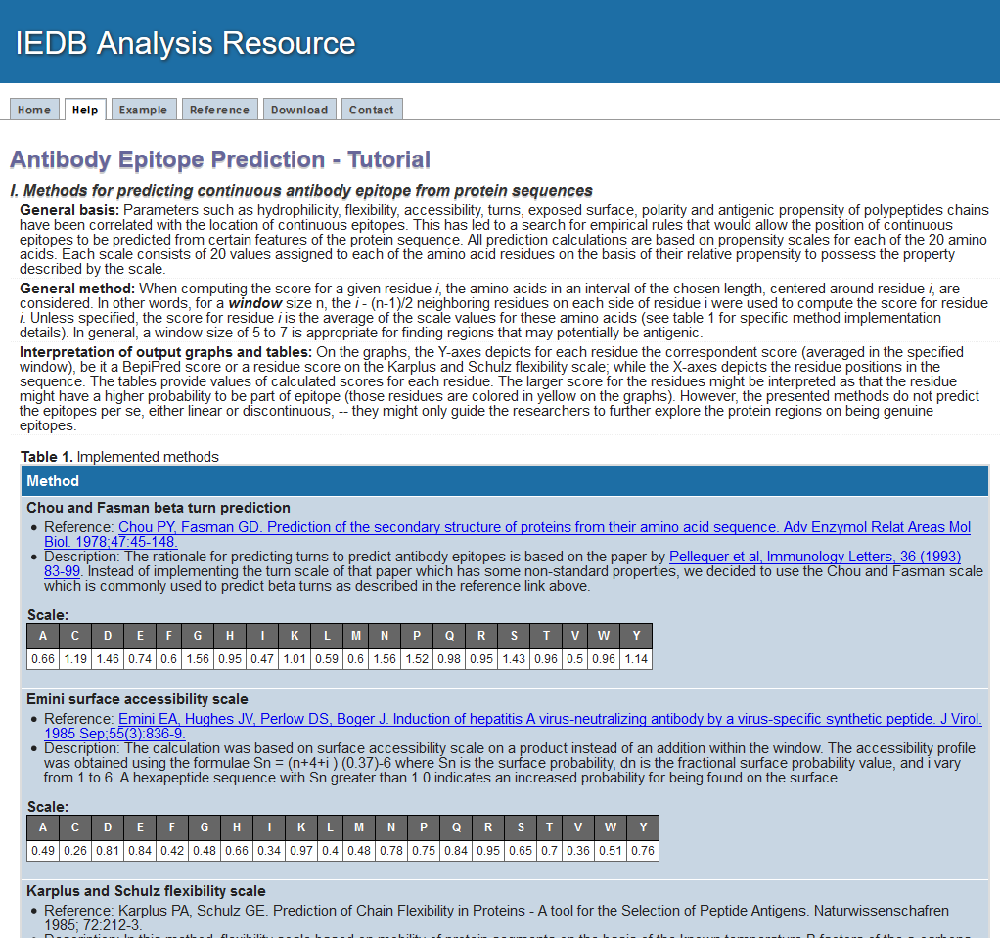 IEDB Analysis Resource
Home Help Example Reference Download Contact
Antibody Epitope Prediction - Tutorial
I. Methods for predicting continuous antibody epitope from protein sequences
General basis: Parameters such as hydrophilicity, flexibility, accessibility, turns, exposed surface, polarity and antigenic propensity of polypeptides chains
have been correlated with the location of continuous epitopes. This has led to a search for empirical rules that would allow the position of continuous
epitopes to be predicted from certain features of the protein sequence. All prediction calculations are based on propensity scales for each of the 20 amino
acids. Each scale consists of 20 values assigned to each of the amino acid residues on the basis of their relative propensity to possess the property
described by the scale.
General method: When computing the score for a given residue i, the amino acids in an interval of the chosen length, centered around residue i, are
considered. In other words, for a window size n, the i - (n-1)/2 neighboring residues on each side of residue i were used to compute the score for residue
i. Unless specified, the score for residue i is the average of the scale values for these amino acids (see table 1 for specific method implementation
details). In general, a window size of 5 to 7 is appropriate for finding regions that may potentially be antigenic.
Interpretation of output graphs and tables: On the graphs, the Y-axes depicts for each residue the correspondent score (averaged in the specified
window), be it a BepiPred score or a residue score on the Karplus and Schulz flexibility scale; while the X-axes depicts the residue positions in the
sequence. The tables provide values of calculated scores for each residue. The larger score for the residues might be interpreted as that the residue
might have a higher probability to be part of epitope (those residues are colored in yellow on the graphs). However, the presented methods do not predict
the epitopes per se, either linear or discontinuous, -- they might only guide the researchers to further explore the protein regions on being genuine
epitopes.
Table 1. Implemented methods
Method
Chou and Fasman beta turn prediction
• Reference: Chou PY, Fasman GD. Prediction of the secondary structure of proteins from their amino acid sequence. Adv Enzymol Relat Areas Mol
Biol. 1978;47:45-148.
• Description: The rationale for predicting turns to predict antibody epitopes is based on the paper by Pellequer et al, Immunology Letters, 36 (1993)
83-99. Instead of implementing the turn scale of that paper which has some non-standard properties, we decided to use the Chou and Fasman scale
which is commonly used to predict beta turns as described in the reference link above.
Scale:
A C D E F G H I K L M N P Q R S T V W Y
0.66 1.19 1.46 0.74 0.6 1.56 0.95 0.47 1.01 0.59 0.6 1.56 1.52 0.98 0.95 1.43 0.96 0.5 0.96 1.14
Emini surface accessibility scale
• Reference: Emini EA, Hughes JV, Perlow DS, Boger J. Induction of hepatitis A virus-neutralizing antibody by a virus-specific synthetic peptide. J Virol.
1985 Sep;55(3):836-9.
• Description: The calculation was based on surface accessibility scale on a product instead of an addition within the window. The accessibility profile
was obtained using the formulae Sn = (n+4+i ) (0.37)-6 where Sn is the surface probability, dn is the fractional surface probability value, and i vary
from 1 to 6. A hexapeptide sequence with Sn greater than 1.0 indicates an increased probability for being found on the surface.
Scale:
A C D E F G H I K L M N P Q R S T V W Y
0.49 0.26 0.81 0.84 0.42 0.48 0.66 0.34 0.97 0.4 0.48 0.78 0.75 0.84 0.95 0.65 0.7 0.36 0.51 0.76
Karplus and Schulz flexibility scale
• Reference: Karplus PA, Schulz GE. Prediction of Chain Flexibility in Proteins - A tool for the Selection of Peptide Antigens. Naturwissenschafren
1985; 72:212-3.